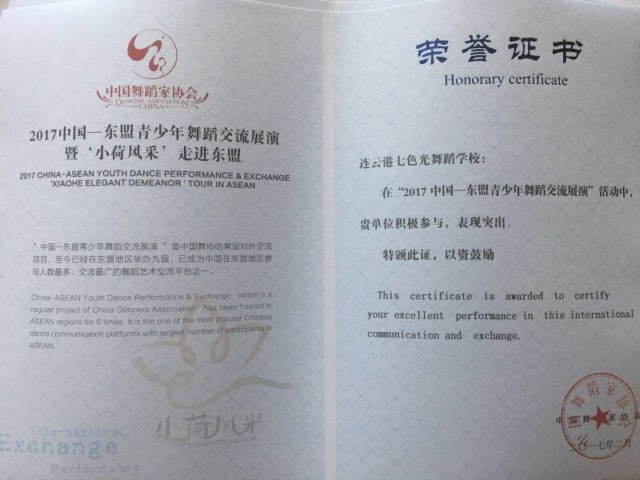 中国舞蹈家协会
CHINA
2017中国—东盟青少年舞蹈交流展演
暨‘小荷风采’走进东盟
2017 CHINA-ASEAN YOUTH DANCE PERFORMANCE & EXCHANGE
‘XIAOHE ELEGANT DEMEANOR’ TOUR IN ASEAN
“中国—东盟青少年舞蹈交流展演”是中国舞协的常设对外交流
项目,至今已经在东盟地区举办九届,已成为中国在东盟地区参
与人数最多、交流最广的舞蹈艺术交流平台之一。
China-ASEAN Youth Dance Performance & Exchange, which is a
regular project of China Dancers Association, has been hosted in
ASEAN regions for 9 times. It is the one of the most popular Chinese
dance communication platforms with largest number of participants in
ASEAN.
小荷风采
International
Exchange
Performance
荣誉证书
Honorary certificate
连云港七色光舞蹈学校:
在“2017中国—东盟青少年舞蹈交流展演”活动中,
贵单位积极参与,表现突出。
特颁此证,以资鼓励
This certificate is awarded to certify
your excellent performance in this international
communication and exchange.
中国舞蹈家协会
二〇一七年二月